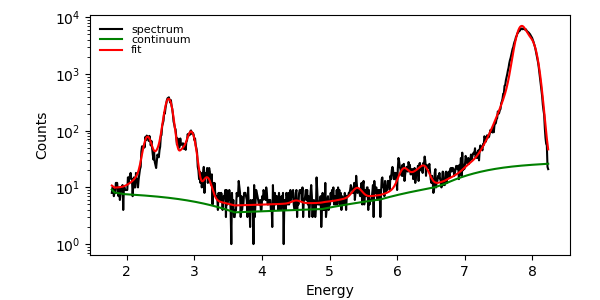 10⁴
10³
10²
10¹
10⁰
Counts
spectrum
continuum
fit
2 3 4 5 6 7 8
Energy